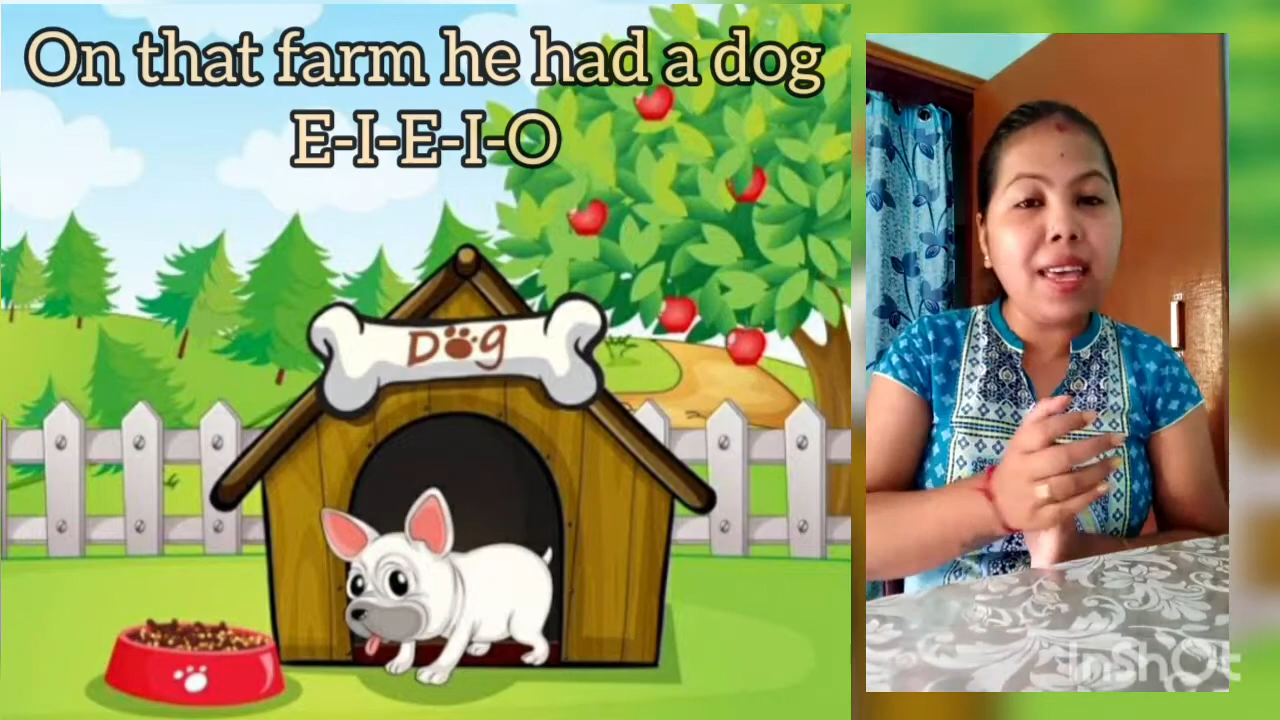 On that farm he had a dog
E-I-E-I-O
Dog
InShOt